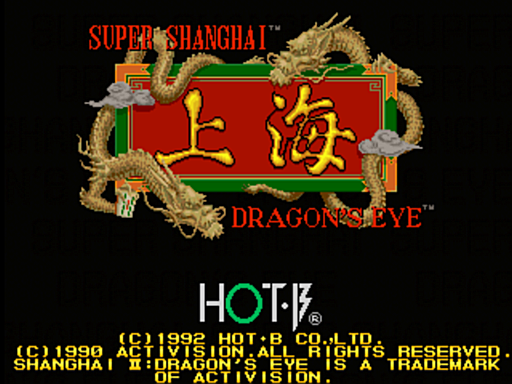 SUPER SHANGHAI™
上海
DRAGON'S EYE™
HOT·B®
(C)1992 HOT·B CO.,LTD.
(C)1990 ACTIVISION.ALL RIGHTS RESERVED.
SHANGHAI II:DRAGON'S EYE IS A TRADEMARK
OF ACTIVISION.